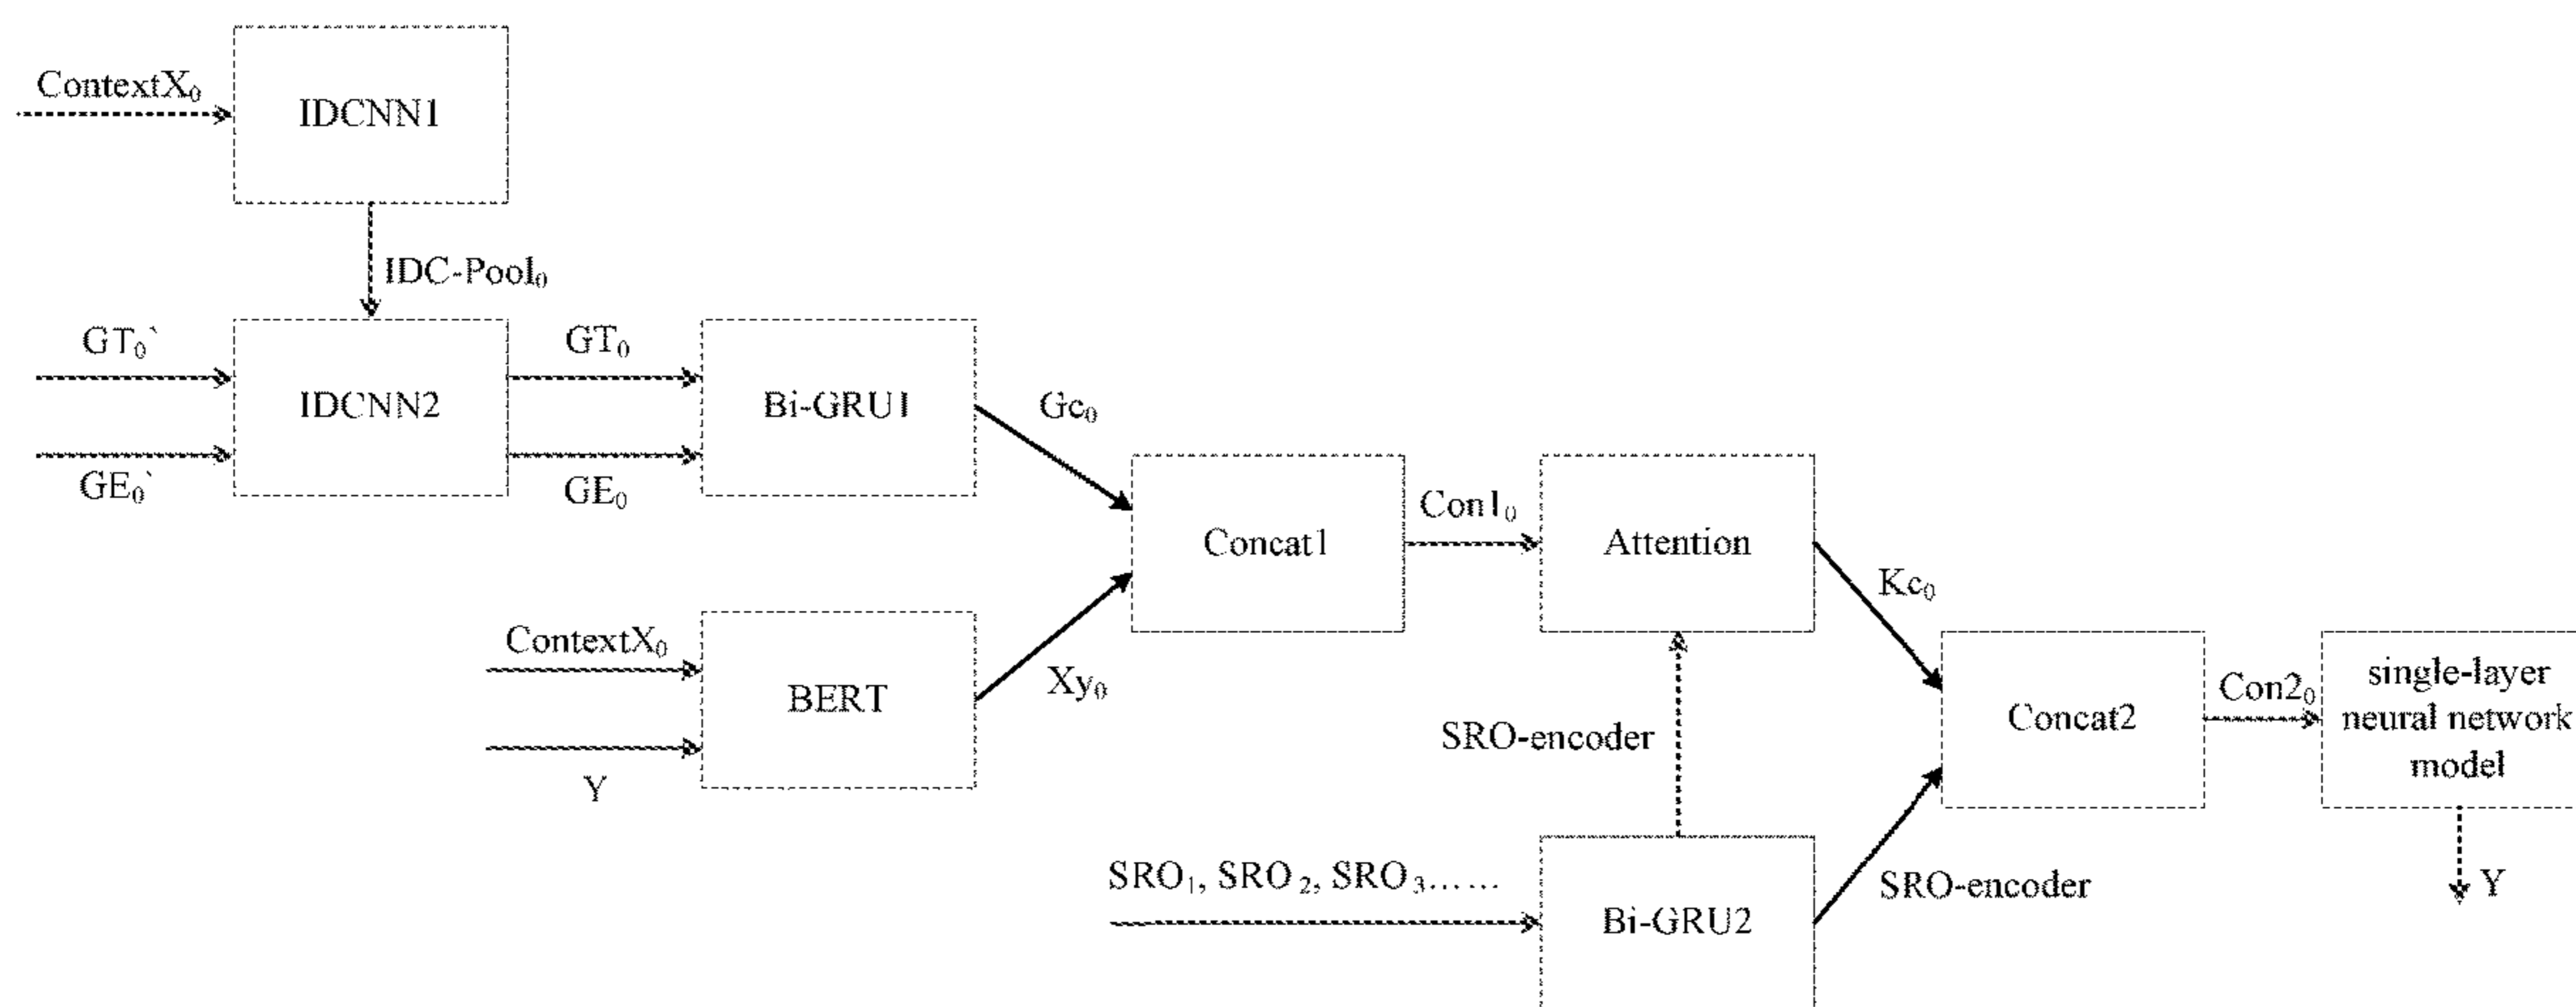 ContextX₀
IDCNN1
IDC-Pool₀
GT₀`
GT₀
IDCNN2
Bi-GRU1
GE₀`
GE₀
Gc₀
Concat1
Con1₀
Attention
Kc₀
ContextX₀
BERT
Xy₀
Y
SRO-encoder
Concat2
Con2₀
single-layer
neural network
model
SRO₁, SRO₂, SRO₃......
Bi-GRU2
SRO-encoder
Y